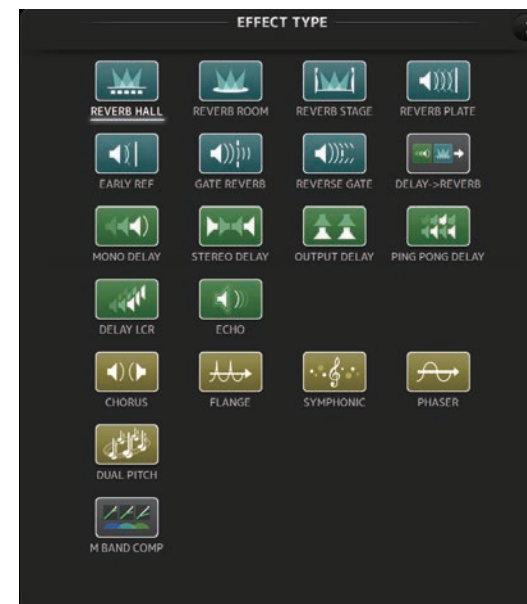 EFFECT TYPE
REVERB HALL REVERB ROOM REVERB STAGE REVERB PLATE
EARLY REF GATE REVERB REVERSE GATE DELAY->REVERB
MONO DELAY STEREO DELAY OUTPUT DELAY PING PONG DELAY
DELAY LCR ECHO
CHORUS FLANGE SYMPHONIC PHASER
DUAL PITCH
M BAND COMP